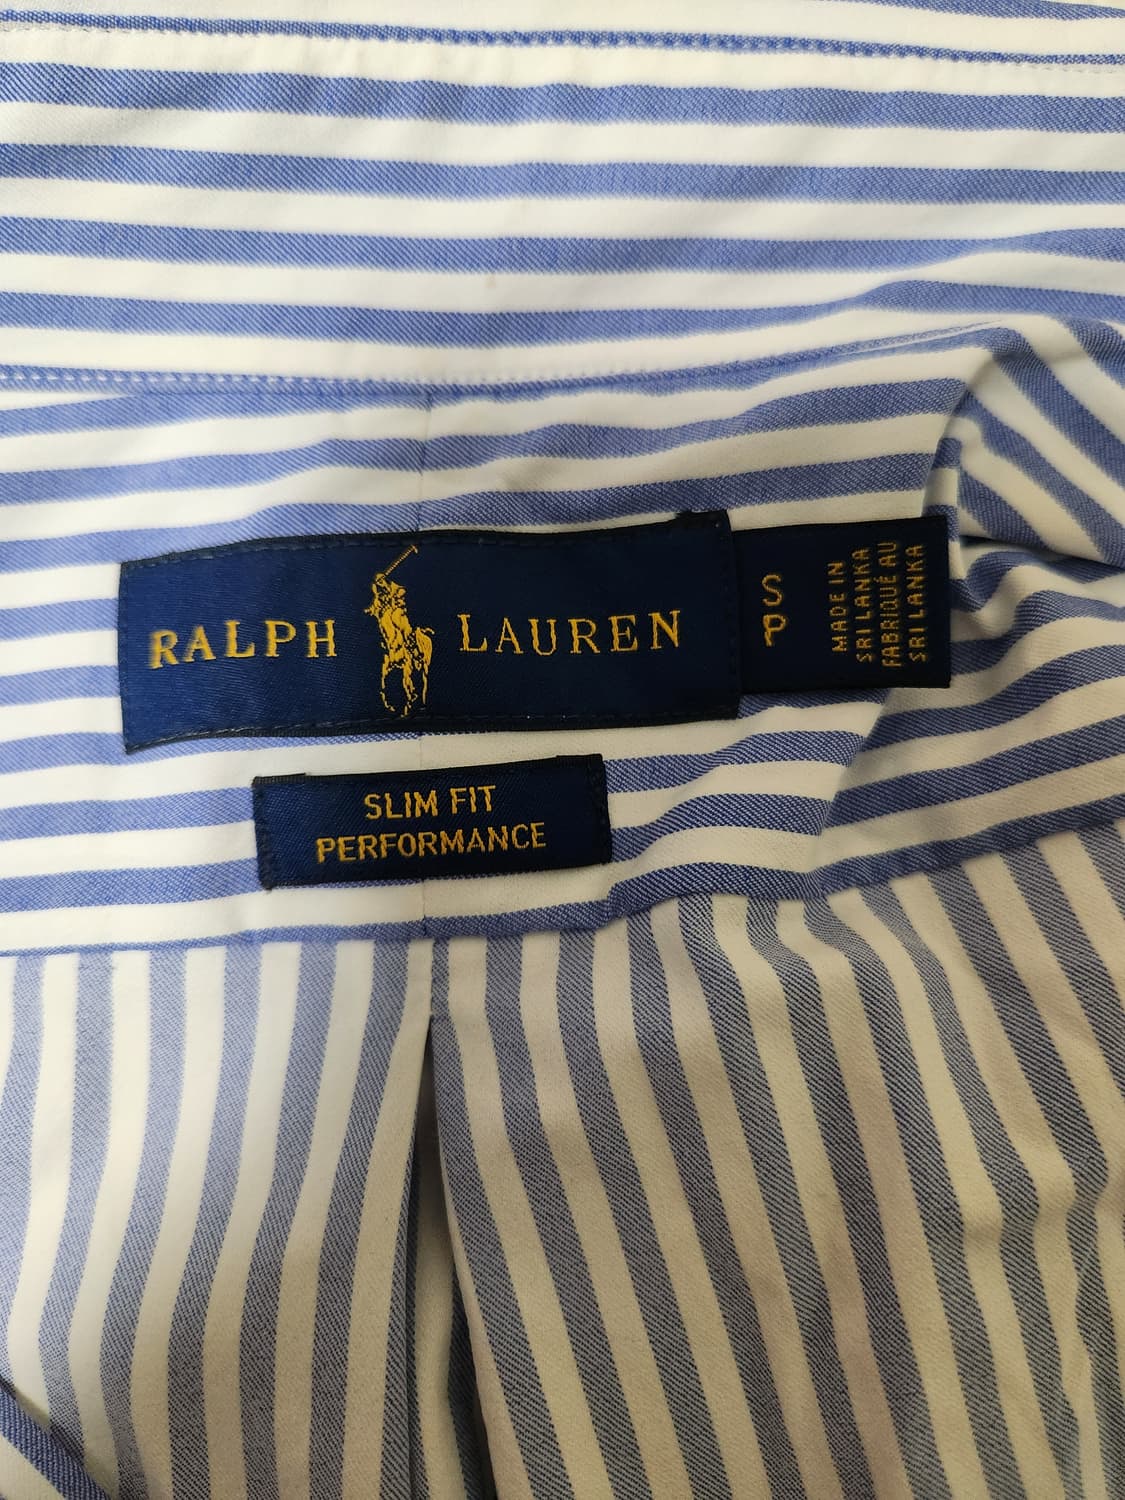 RALPH LAUREN
S
P
MADE IN
SRI LANKA
FABRIQUÉ AU
SRI LANKA
SLIM FIT
PERFORMANCE